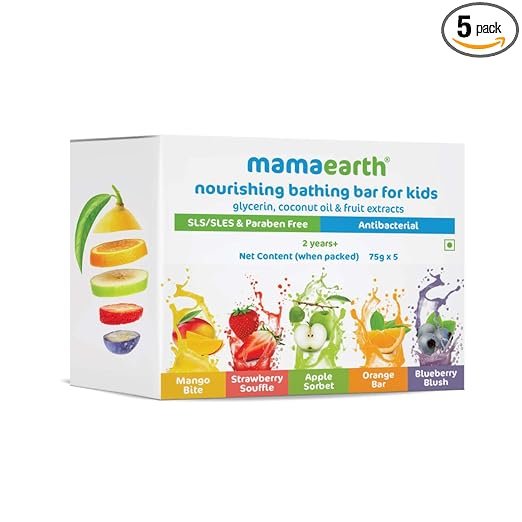 5 pack
mamaearth®
nourishing bathing bar for kids
glycerin, coconut oil & fruit extracts
SLS/SLES & Paraben Free
Antibacterial
2 years+
Net Content (when packed) 75g x 5
Mango
Bite
Strawberry
Souffle
Apple
Sorbet
Orange
Bar
Blueberry
Blush